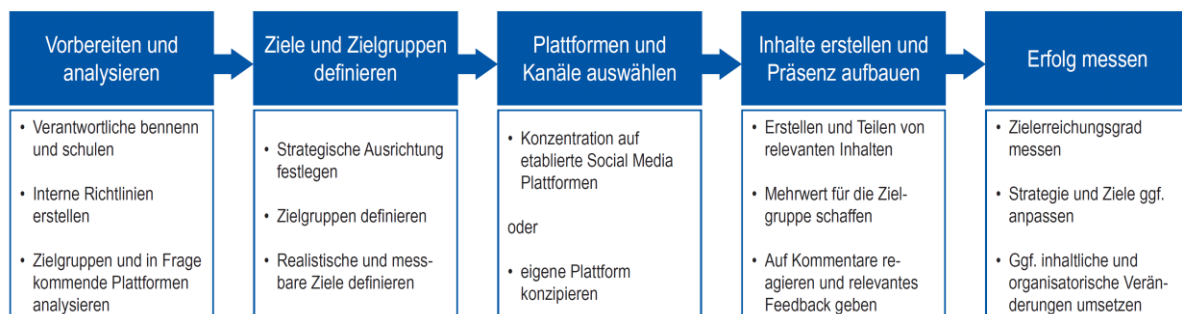 Vorbereiten und
analysieren
• Verantwortliche bennenn
und schulen
• Interne Richtlinien
erstellen
• Zielgruppen und in Frage
kommende Plattformen
analysieren
Ziele und Zielgruppen
definieren
• Strategische Ausrichtung
festlegen
• Zielgruppen definieren
• Realistische und mess-
bare Ziele definieren
Plattformen und
Kanäle auswählen
• Konzentration auf
etablierte Social Media
Plattformen
oder
• eigene Plattform
konzipieren
Inhalte erstellen und
Präsenz aufbauen
• Erstellen und Teilen von
relevanten Inhalten
• Mehrwert für die Ziel-
gruppe schaffen
• Auf Kommentare re-
agieren und relevantes
Feedback geben
Erfolg messen
• Zielerreichungsgrad
messen
• Strategie und Ziele ggf.
anpassen
• Ggf. inhaltliche und
organisatorische Verän-
derungen umsetzen